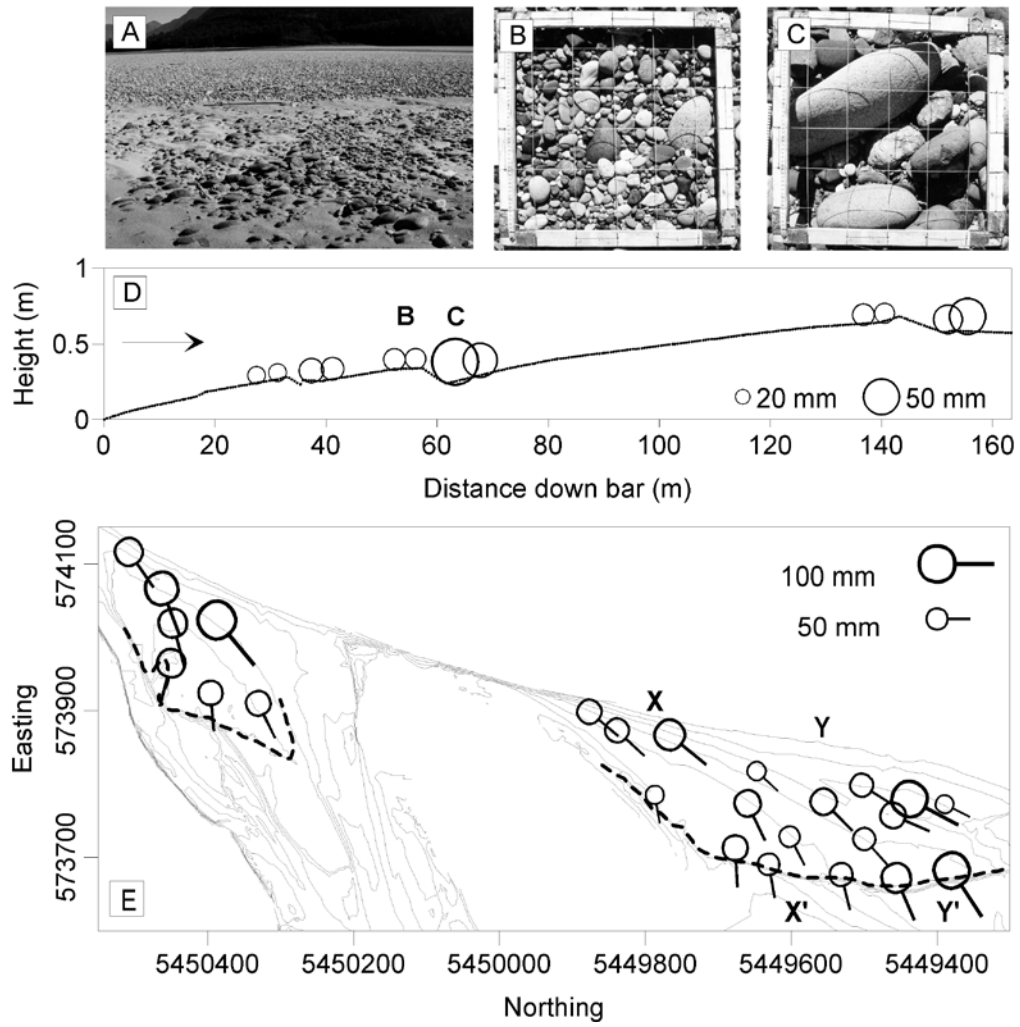 A
B
C
D
B
C
20 mm
50 mm
1
0.5
0
Height (m)
0
20
40
60
80
100
120
140
160
Distance down bar (m)
E
100 mm
50 mm
X
Y
X'
Y'
574100
573900
573700
Easting
5450400
5450200
5450000
5449800
5449600
5449400
Northing